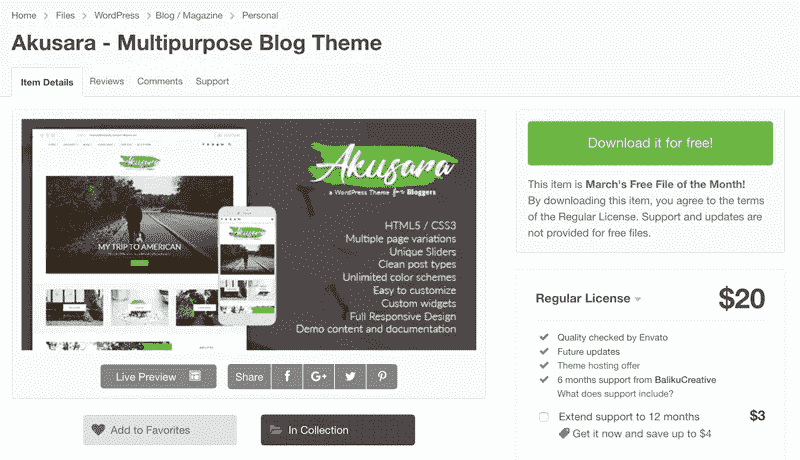 Home > Files > WordPress > Blog / Magazine > Personal
Akusara - Multipurpose Blog Theme
Item Details Reviews Comments Support
Akusara
MY TRIP TO AMERICAN
Akusara
a WordPress Theme for Bloggers
HTML5 / CSS3
Multiple page variations
Unique Sliders
Clean post types
Unlimited color schemes
Easy to customize
Custom widgets
Full Responsive Design
Demo content and documentation
Live Preview Share
Add to Favorites In Collection
Download it for free!
This item is March's Free File of the Month!
By downloading this item, you agree to the terms
of the Regular License. Support and updates are
not provided for free files.
Regular License $20
Quality checked by Envato
Future updates
Theme hosting offer
6 months support from BalikuCreative
What does support include?
Extend support to 12 months $3
Get it now and save up to $4